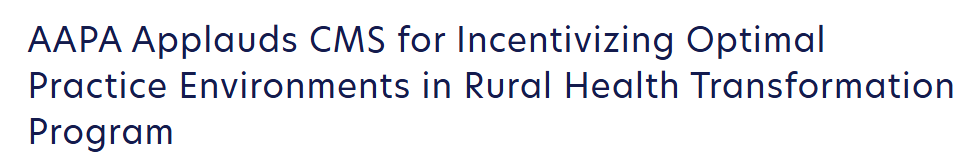 AAPA Applauds CMS for Incentivizing Optimal
Practice Environments in Rural Health Transformation
Program